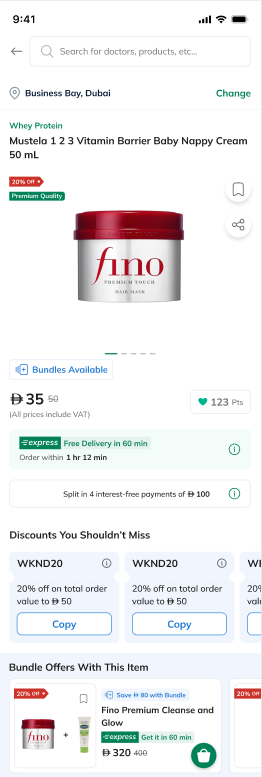 9:41
Search for doctors, products, etc...
Business Bay, Dubai
Change
Whey Protein
Mustela 1 2 3 Vitamin Barrier Baby Nappy Cream
50 mL
20% Off
Premium Quality
fino
PREMIUM TOUCH
HAIR MASK
Bundles Available
35 50
(All prices include VAT)
123 Pts
express Free Delivery in 60 min
Order within 1 hr 12 min
Split in 4 interest-free payments of 100
Discounts You Shouldn't Miss
WKND20
20% off on total order
value to 50
Copy
WKND20
20% off on total order
value to 50
Copy
Bundle Offers With This Item
20% Off
fino
+
Save 80 with Bundle
Fino Premium Cleanse and
Glow
express Get it in 60 min
320 400
20% Off